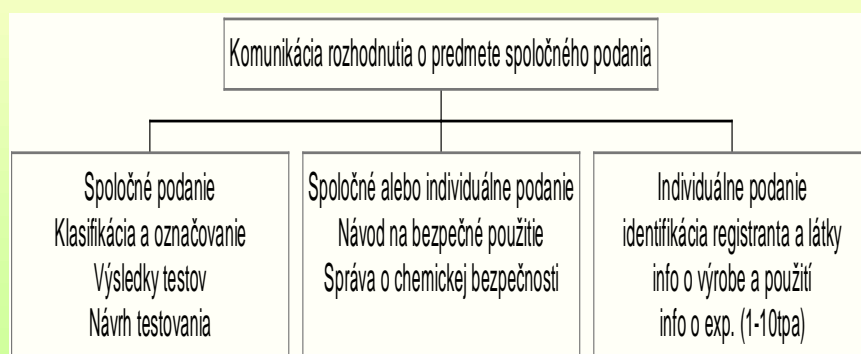 Komunikácia rozhodnutia o predmete spoločného podania
Spoločné podanie
Klasifikácia a označovanie
Výsledky testov
Návrh testovania
Spoločné alebo individuálne podanie
Návod na bezpečné použitie
Správa o chemickej bezpečnosti
Individuálne podanie
identifikácia registranta a látky
info o výrobe a použití
info o exp. (1-10tpa)